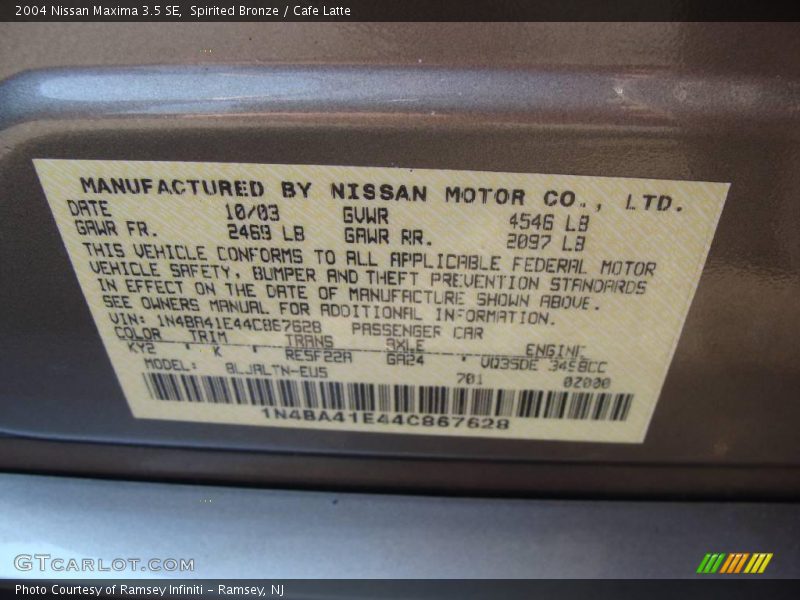 2004 Nissan Maxima 3.5 SE, Spirited Bronze / Cafe Latte
MANUFACTURED BY NISSAN MOTOR CO., LTD.
DATE 10/03 GVWR 4546 LB
GAWR FR. 2469 LB GAWR RR. 2097 LB
THIS VEHICLE CONFORMS TO ALL APPLICABLE FEDERAL MOTOR
VEHICLE SAFETY, BUMPER AND THEFT PREVENTION STANDARDS
IN EFFECT ON THE DATE OF MANUFACTURE SHOWN ABOVE.
SEE OWNERS MANUAL FOR ADDITIONAL INFORMATION.
VIN: 1N4BA41E44C867628 PASSENGER CAR
COLOR TRIM TRANS AXLE ENGINE
KY2 K RE5F22A GA24 VQ35DE 3498CC
MODEL: BLJALTN-EU5 701 0Z000
1N4BA41E44C867628
GTCARLOT.COM
Photo Courtesy of Ramsey Infiniti - Ramsey, NJ